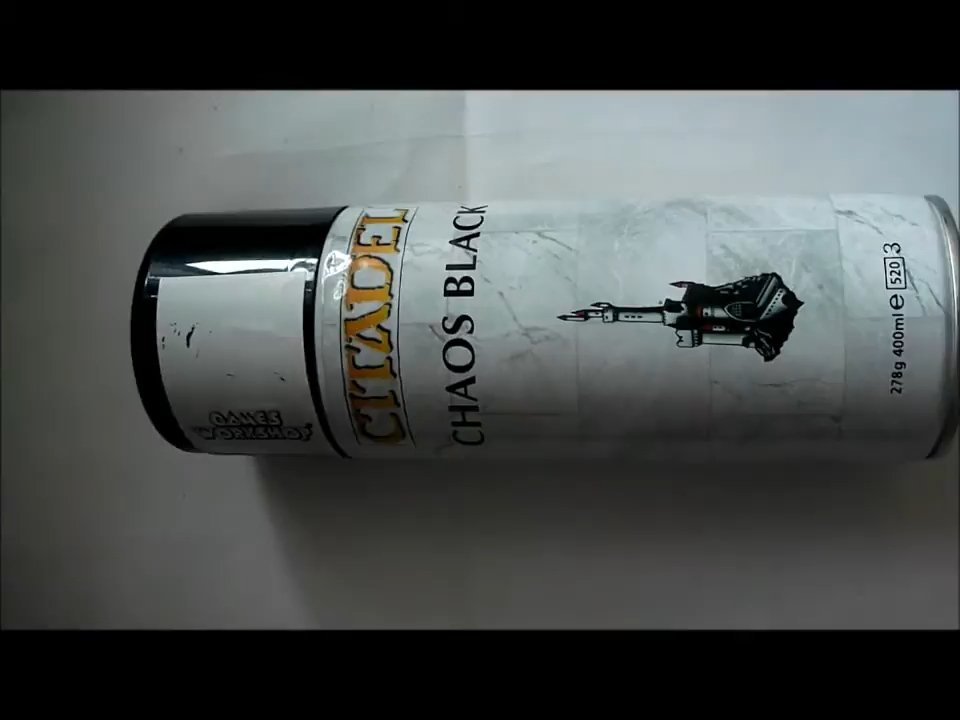 CITADEL
CHAOS BLACK
278g 400ml e 520 3
GAMES
WORKSHOP